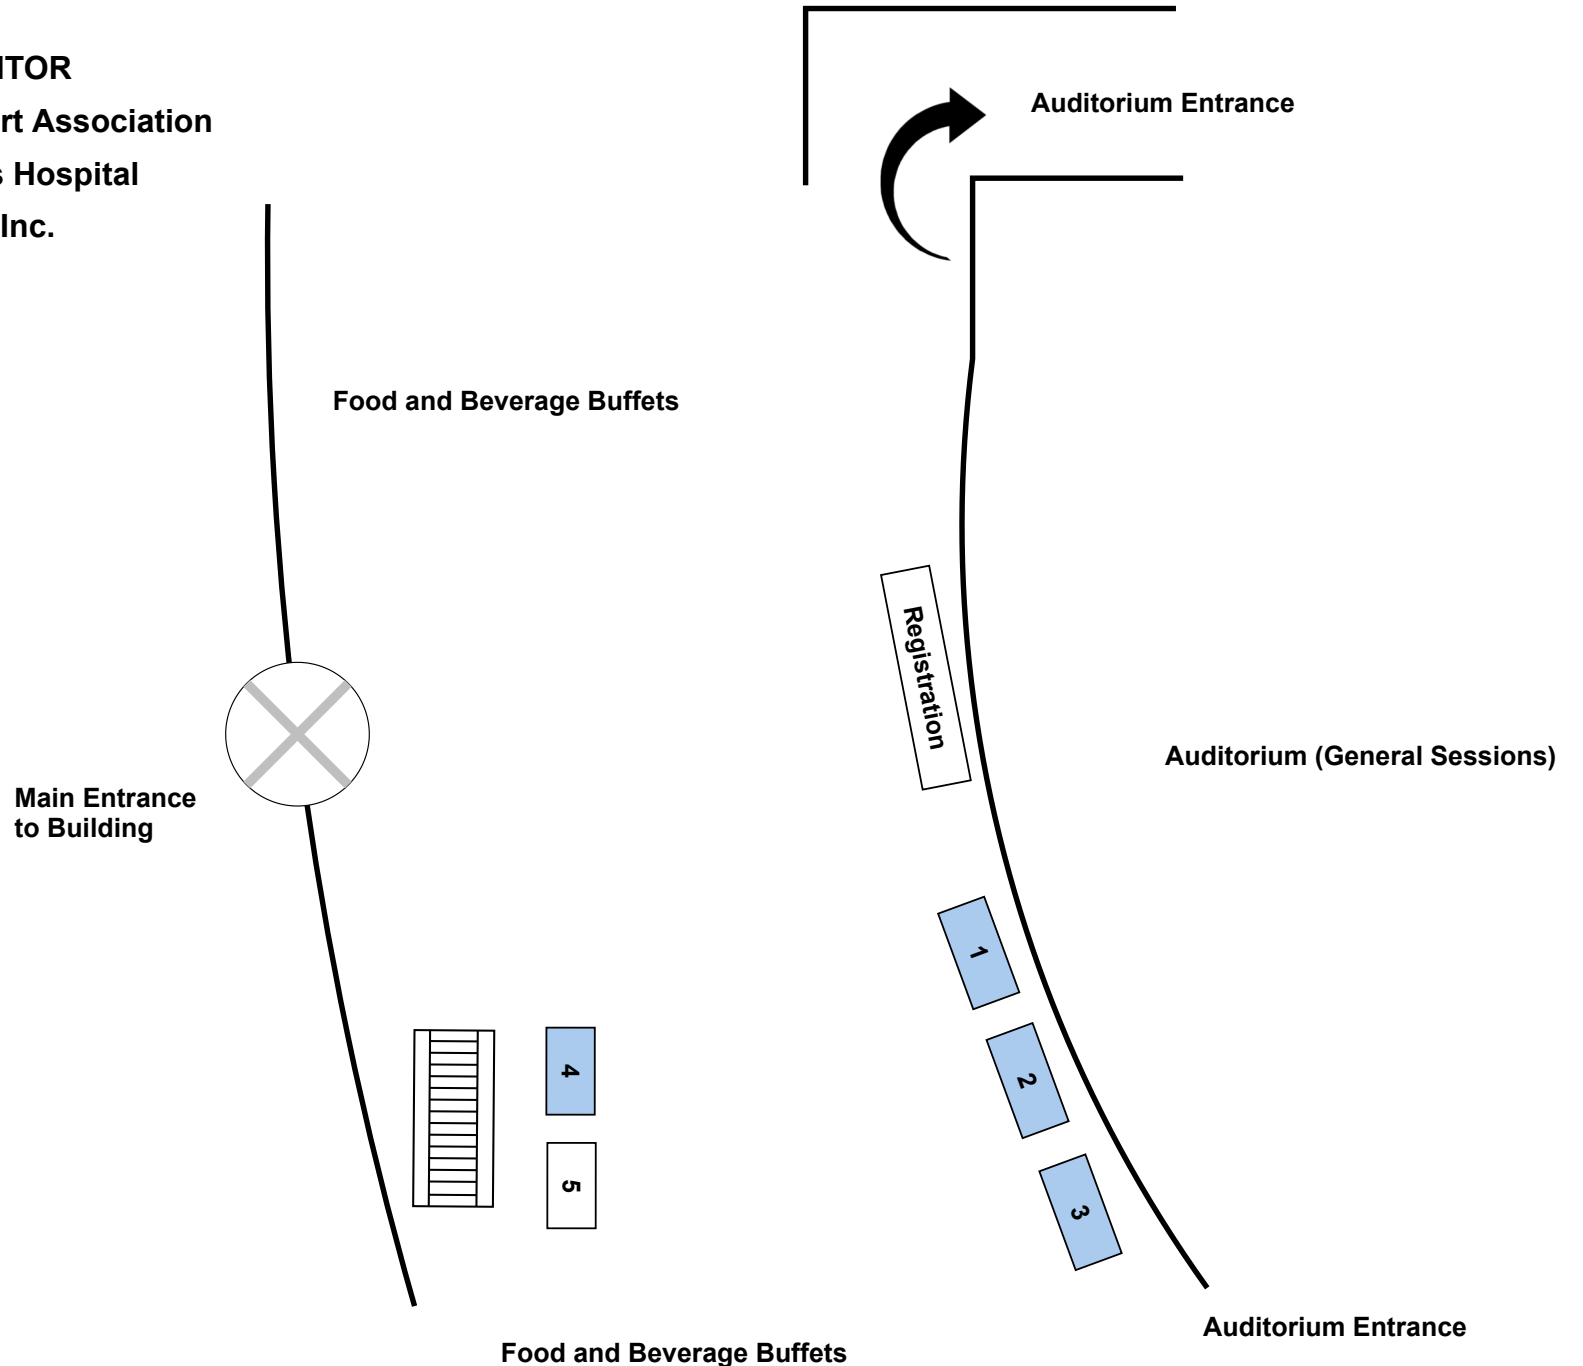 ITOR
rt Association
s Hospital
Inc.
Auditorium Entrance
Food and Beverage Buffets
Registration
Auditorium (General Sessions)
Main Entrance
to Building
1
2
3
4
5
Auditorium Entrance
Food and Beverage Buffets